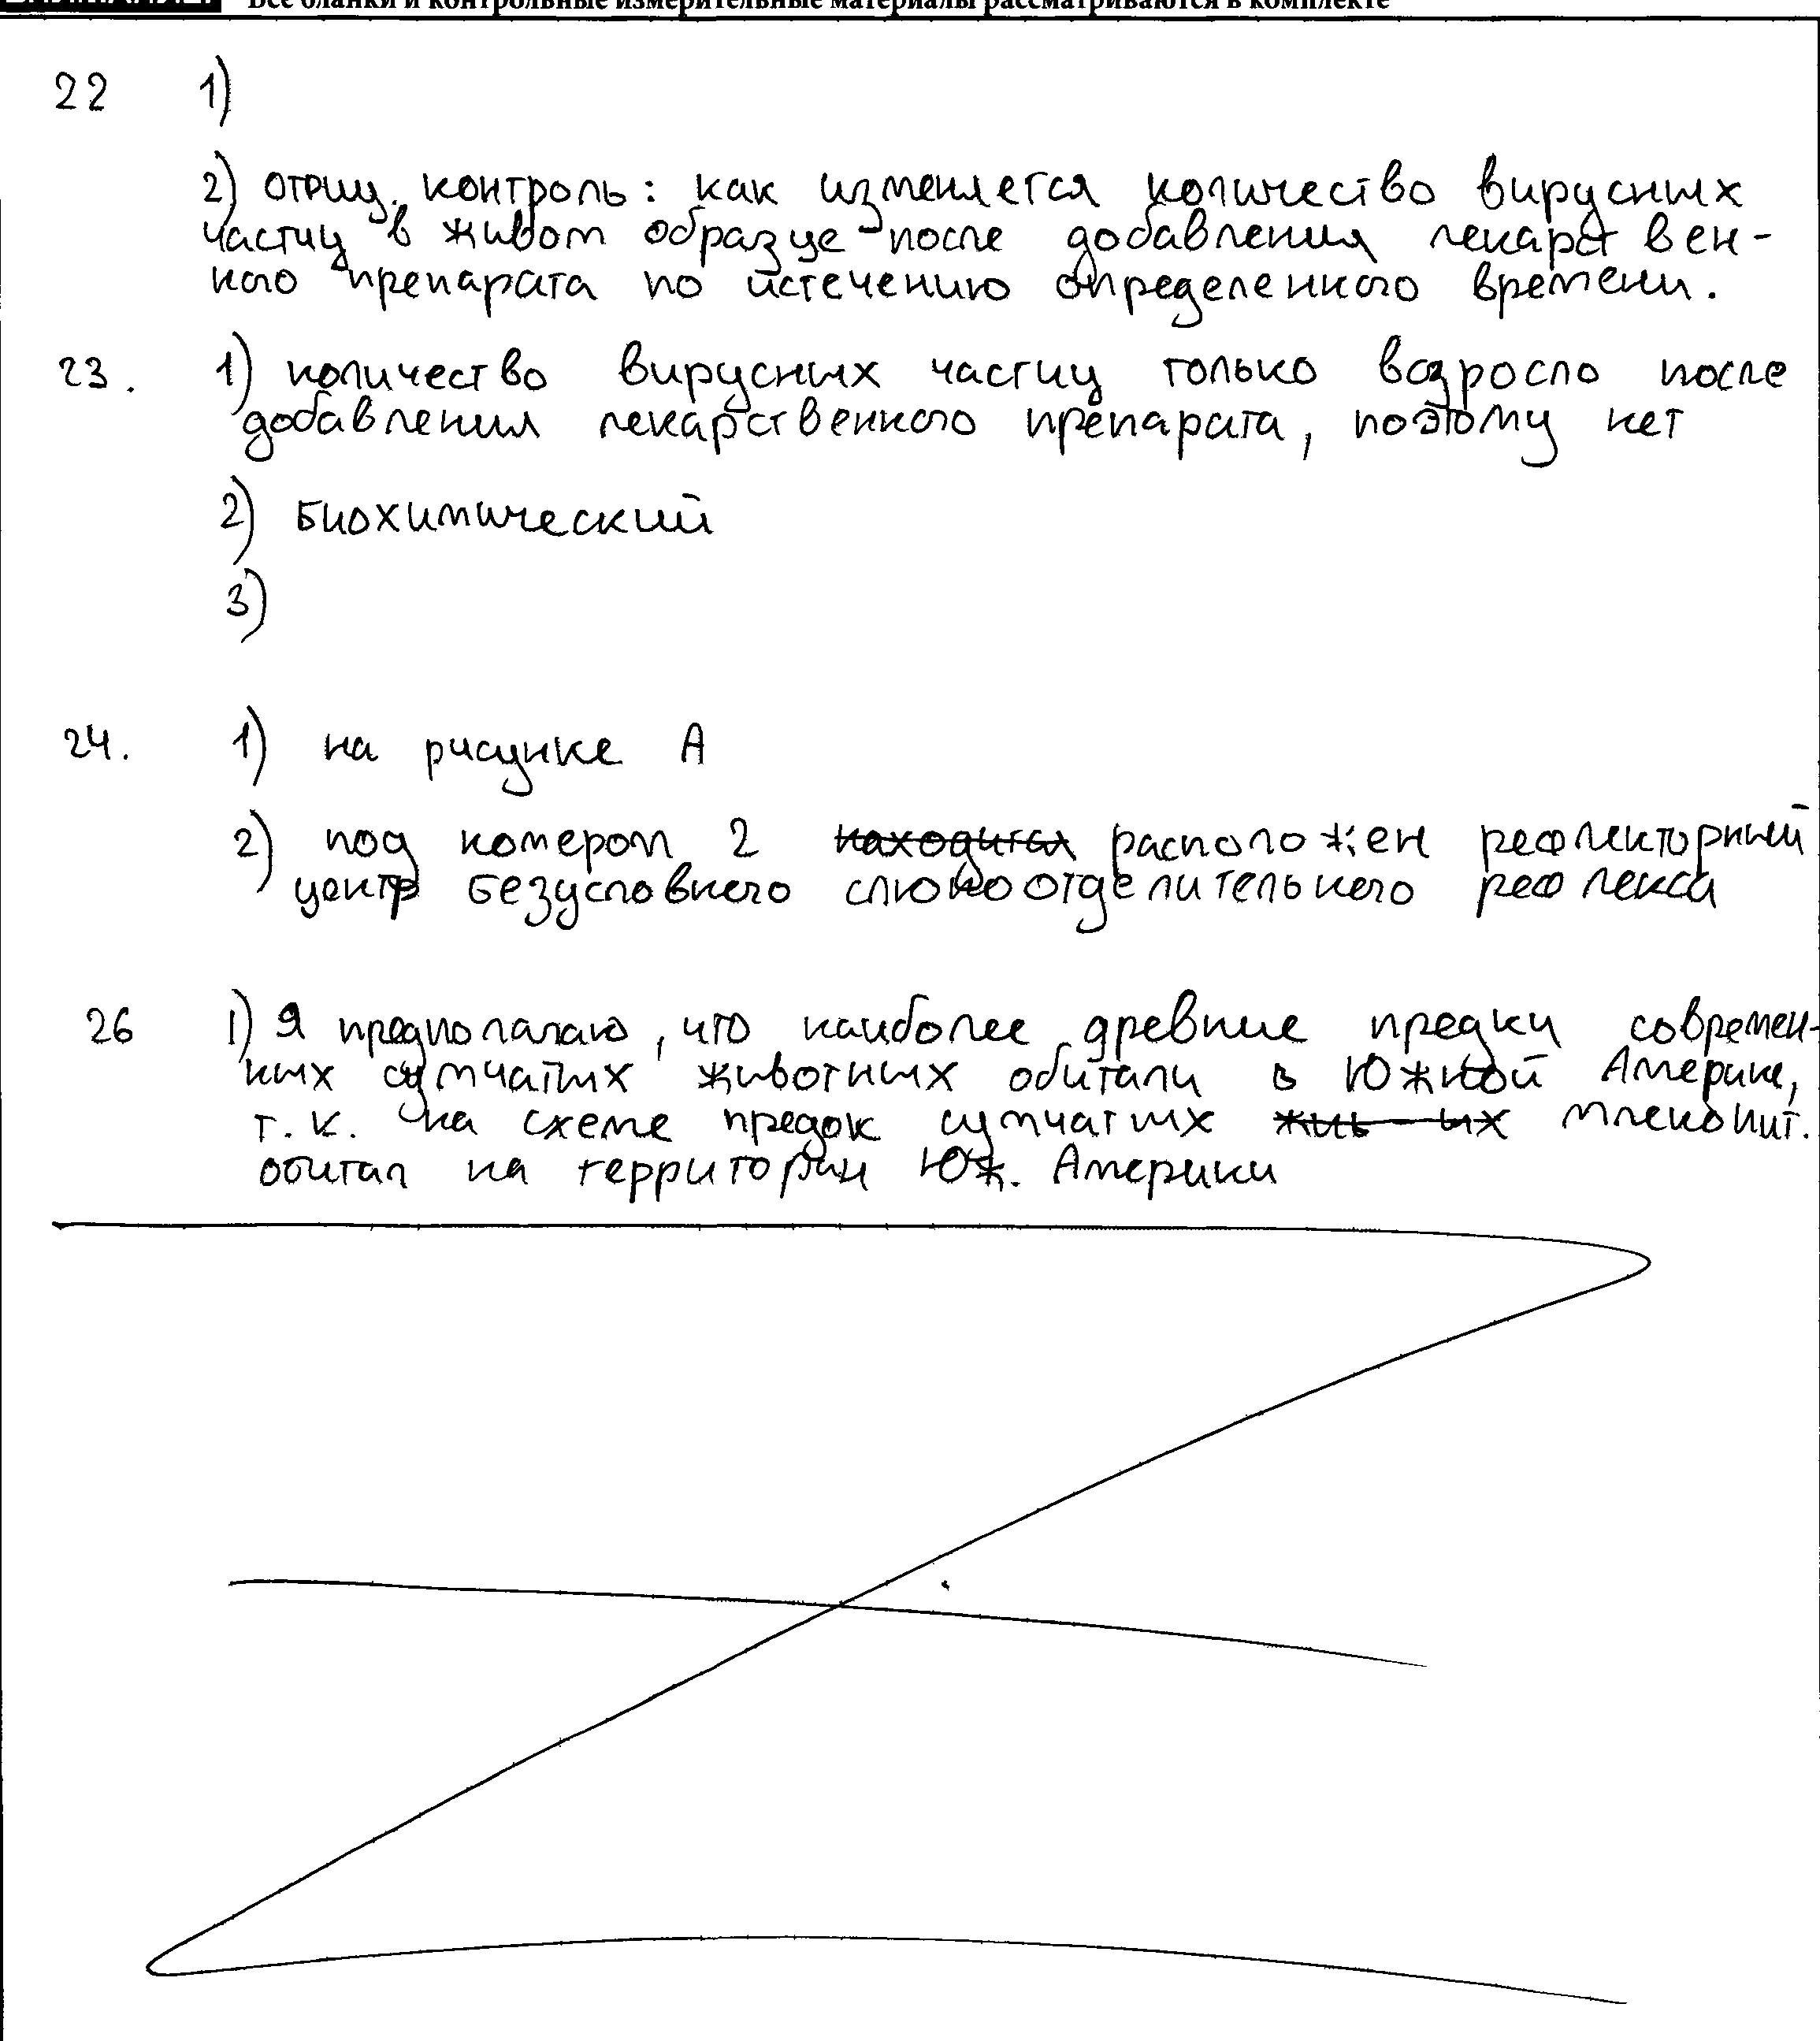 Все бланки и контрольные измерительные материалы рассматриваются в комплекте
22 1)
2) отриц. контроль: как изменяется количество вирусных
частиц в живом образце после добавления лекарствен-
ного препарата по истечению определенного времени.
23. 1) количество вирусных частиц только возросло после
добавления лекарственного препарата, поэтому нет
2) Биохимический
3)
24. 1) на рисунке А
2) под номером 2 находится расположен рефлекторный
центр безусловного слюноотделительного рефлекса
26 1) Я предполагаю, что наиболее древние предки современ-
ных сумчатых животных обитали в Южной Америке,
т.к. на схеме предок сумчатых млекопит.
обитал на территории Юж. Америки